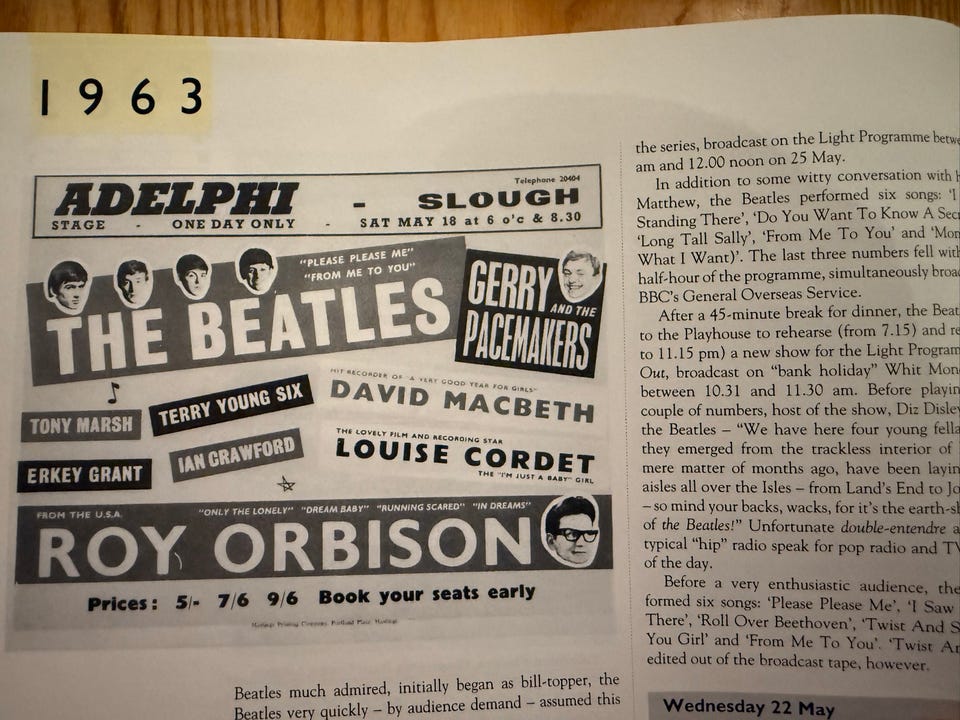 1963
Telephone 20404
ADELPHI - SLOUGH
STAGE - ONE DAY ONLY - SAT MAY 18 at 6 o'c & 8.30
"PLEASE PLEASE ME"
"FROM ME TO YOU"
THE BEATLES
GERRY
AND THE
PACEMAKERS
HIT RECORDER OF "A VERY GOOD YEAR FOR GIRLS"
DAVID MACBETH
TONY MARSH
TERRY YOUNG SIX
THE LOVELY FILM AND RECORDING STAR
LOUISE CORDET
THE "I'M JUST A BABY" GIRL
ERKEY GRANT
IAN CRAWFORD
FROM THE U.S.A.
"ONLY THE LONELY" "DREAM BABY" "RUNNING SCARED" "IN DREAMS"
ROY ORBISON
Prices: 5/- 7/6 9/6 Book your seats early
Hastings Printing Company, Portland Place, Hastings
Beatles much admired, initially began as bill-topper, the
Beatles very quickly – by audience demand – assumed this
the series, broadcast on the Light Programme
am and 12.00 noon on 25 May.
In addition to some witty conversation with
Matthew, the Beatles performed six songs: 'I
Standing There', 'Do You Want To Know A
'Long Tall Sally', 'From Me To You' and
What I Want)'. The last three numbers fell
half-hour of the programme, simultaneously
BBC's General Overseas Service.
After a 45-minute break for dinner, the
to the Playhouse to rehearse (from 7.15) and
to 11.15 pm) a new show for the Light
Out, broadcast on "bank holiday" Whit
between 10.31 and 11.30 am. Before
couple of numbers, host of the show, Diz
the Beatles – "We have here four young
they emerged from the trackless interior of
mere matter of months ago, have been
aisles all over the Isles – from Land's End to
– so mind your backs, wacks, for it's the
of the Beatles!" Unfortunate double-entendre
typical "hip" radio speak for pop radio and
of the day.
Before a very enthusiastic audience,
formed six songs: 'Please Please Me', 'I Saw
There', 'Roll Over Beethoven', 'Twist And
You Girl' and 'From Me To You'. 'Twist
edited out of the broadcast tape, however.
Wednesday 22 May